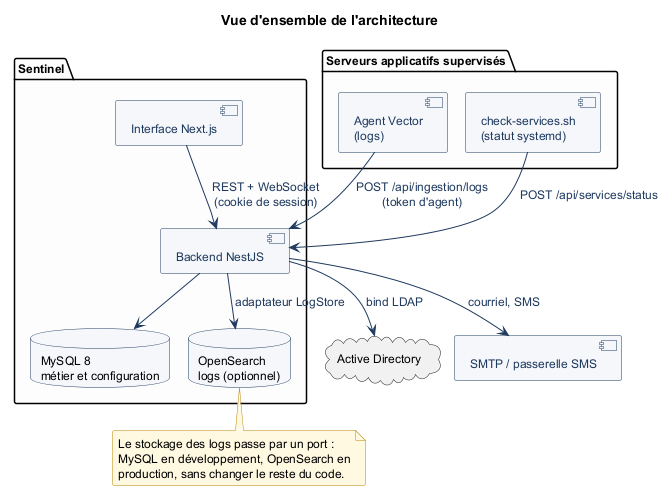 Vue d'ensemble de l'architecture
Sentinel
Serveurs applicatifs supervisés
Interface Next.js
Agent Vector
(logs)
check-services.sh
(statut systemd)
REST + WebSocket
(cookie de session)
POST /api/ingestion/logs
(token d'agent)
POST /api/services/status
Backend NestJS
adaptateur LogStore
bind LDAP
courriel, SMS
MySQL 8
métier et configuration
OpenSearch
logs (optionnel)
Active Directory
SMTP / passerelle SMS
Le stockage des logs passe par un port :
MySQL en développement, OpenSearch en
production, sans changer le reste du code.